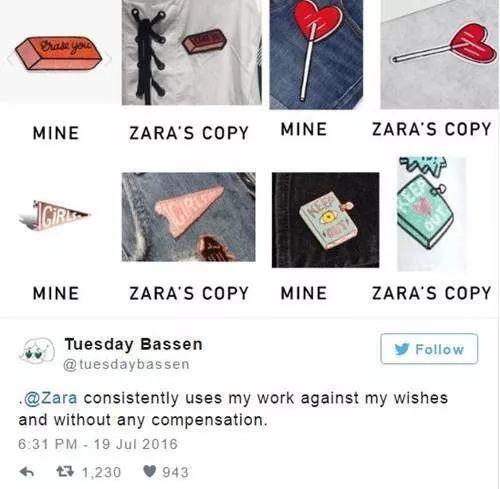 Erase you
MINE ZARA'S COPY MINE ZARA'S COPY
GIRLS KEEP OUT KEEP OUT
MINE ZARA'S COPY MINE ZARA'S COPY
Tuesday Bassen
@tuesdaybassen
Follow
.@Zara consistently uses my work against my wishes
and without any compensation.
6:31 PM - 19 Jul 2016
1,230 943